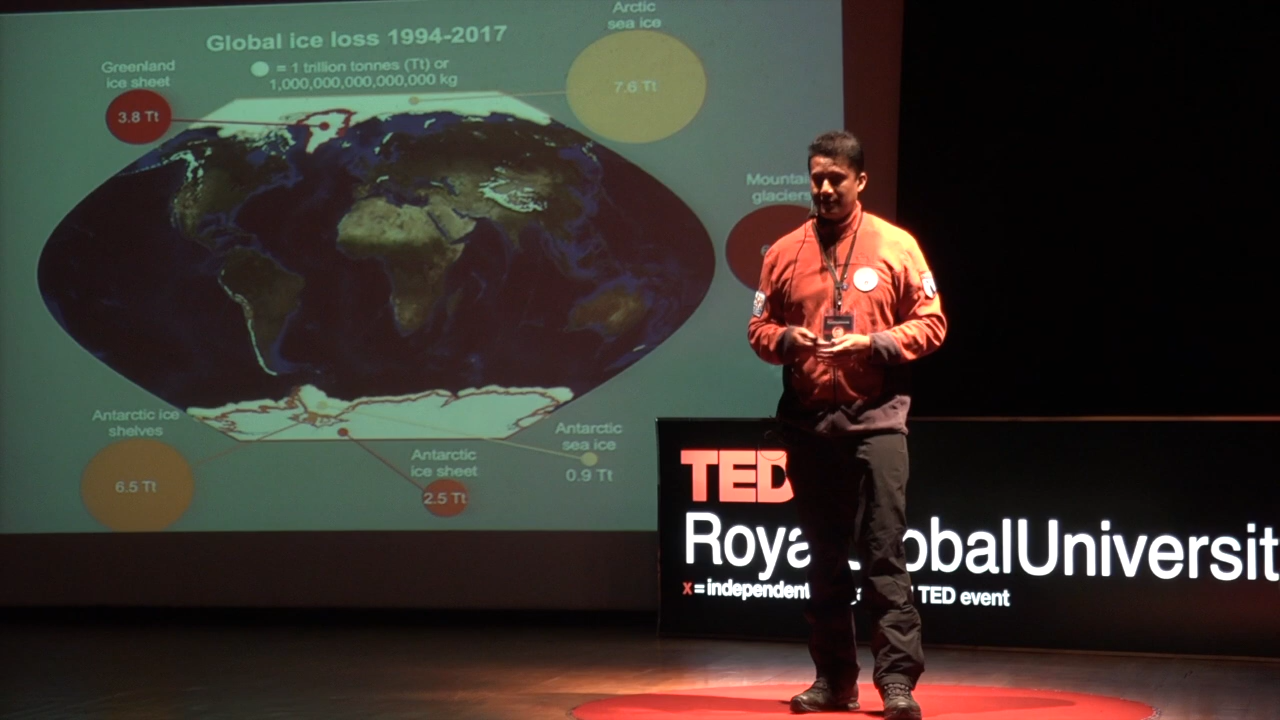 Global ice loss 1994-2017
= 1 trillion tonnes (Tt) or
1,000,000,000,000,000 kg
Greenland
ice sheet
3.8 Tt
Arctic
sea ice
7.6 Tt
Mountain
glaciers
Antarctic ice
shelves
6.5 Tt
Antarctic
ice sheet
2.5 Tt
Antarctic
sea ice
0.9 Tt
TED
Roya obalUniversit
x = independent TED event